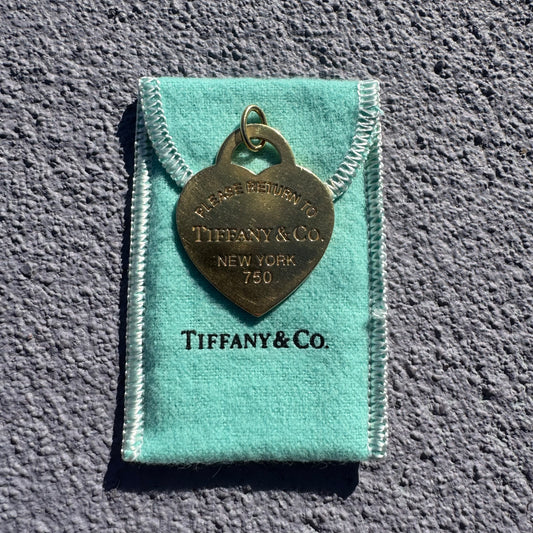 PLEASE RETURN TO
TIFFANY & CO.
NEW YORK
750
TIFFANY & CO.